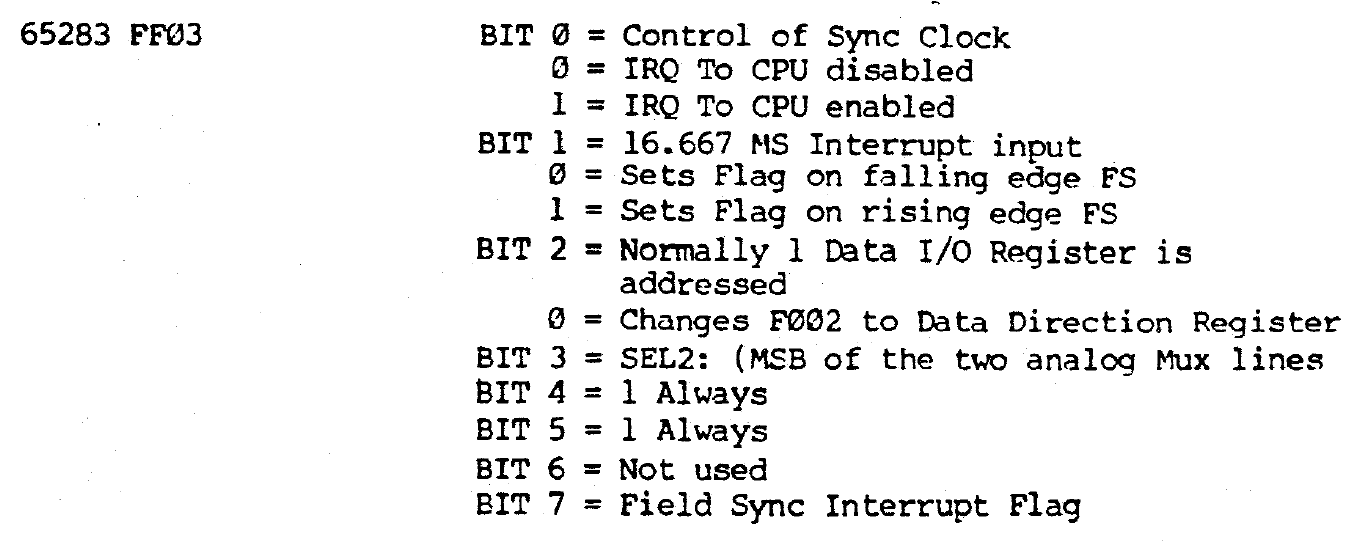 65283 FFØ3 BIT Ø = Control of Sync Clock
Ø = IRQ To CPU disabled
1 = IRQ To CPU enabled
BIT 1 = 16.667 MS Interrupt input
Ø = Sets Flag on falling edge FS
1 = Sets Flag on rising edge FS
BIT 2 = Normally 1 Data I/O Register is
addressed
Ø = Changes FØØ2 to Data Direction Register
BIT 3 = SEL2: (MSB of the two analog Mux lines
BIT 4 = 1 Always
BIT 5 = 1 Always
BIT 6 = Not used
BIT 7 = Field Sync Interrupt Flag